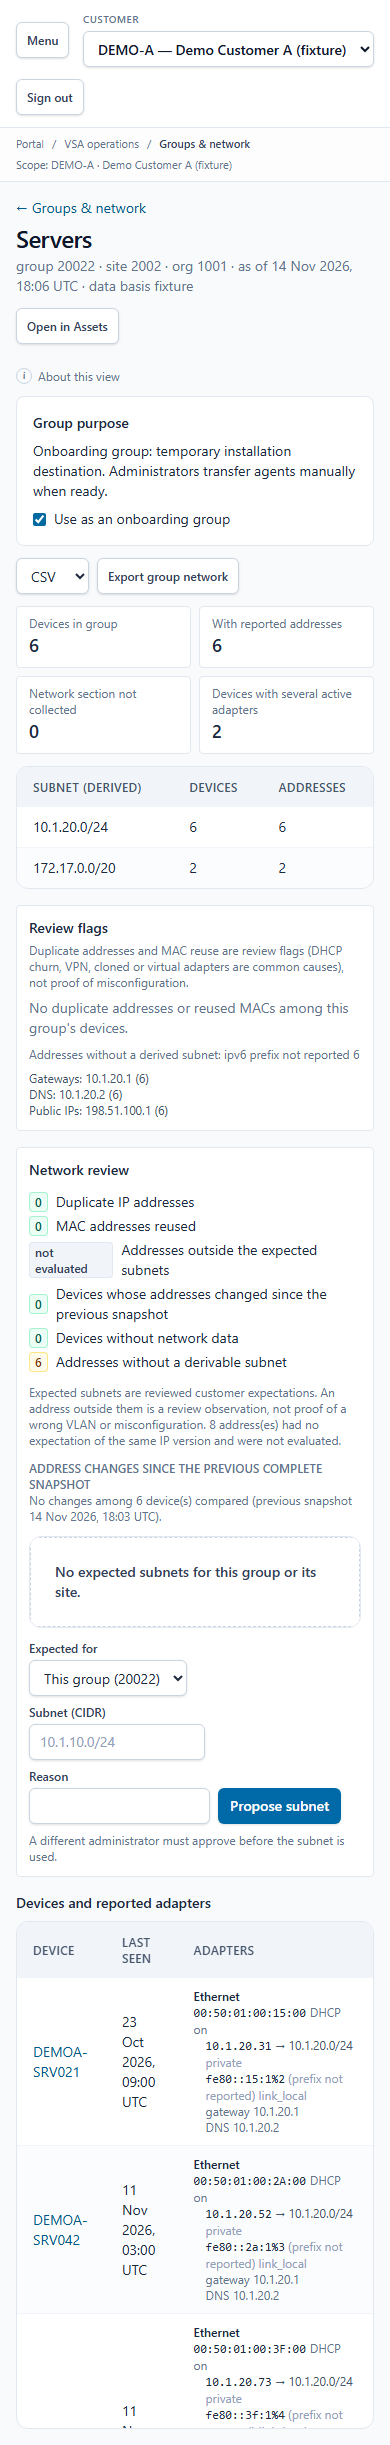 Menu
CUSTOMER
DEMO-A — Demo Customer A (fixture)
Sign out
Portal / VSA operations / Groups & network
Scope: DEMO-A · Demo Customer A (fixture)
← Groups & network
Servers
group 20022 · site 2002 · org 1001 · as of 14 Nov 2026,
18:06 UTC · data basis fixture
Open in Assets
i About this view
Group purpose
Onboarding group: temporary installation
destination. Administrators transfer agents manually
when ready.
Use as an onboarding group
CSV Export group network
Devices in group
6
With reported addresses
6
Network section not
collected
0
Devices with several active
adapters
2
SUBNET (DERIVED) DEVICES ADDRESSES
10.1.20.0/24 6 6
172.17.0.0/20 2 2
Review flags
Duplicate addresses and MAC reuse are review flags (DHCP
churn, VPN, cloned or virtual adapters are common causes),
not proof of misconfiguration.
No duplicate addresses or reused MACs among this
group's devices.
Addresses without a derived subnet: ipv6 prefix not reported 6
Gateways: 10.1.20.1 (6)
DNS: 10.1.20.2 (6)
Public IPs: 198.51.100.1 (6)
Network review
0 Duplicate IP addresses
0 MAC addresses reused
not
evaluated
Addresses outside the expected
subnets
0 Devices whose addresses changed since the
previous snapshot
0 Devices without network data
6 Addresses without a derivable subnet
Expected subnets are reviewed customer expectations. An
address outside them is a review observation, not proof of a
wrong VLAN or misconfiguration. 8 address(es) had no
expectation of the same IP version and were not evaluated.
ADDRESS CHANGES SINCE THE PREVIOUS COMPLETE
SNAPSHOT
No changes among 6 device(s) compared (previous snapshot
14 Nov 2026, 18:03 UTC).
No expected subnets for this group or its
site.
Expected for
This group (20022)
Subnet (CIDR)
10.1.10.0/24
Reason
Propose subnet
A different administrator must approve before the subnet is
used.
Devices and reported adapters
DEVICE
LAST
SEEN
ADAPTERS
DEMOA-
SRV021
23
Oct
2026,
09:00
UTC
Ethernet
00:50:01:00:15:00 DHCP
on
10.1.20.31 → 10.1.20.0/24
private
fe80::15:1%2 (prefix not
reported) link_local
gateway 10.1.20.1
DNS 10.1.20.2
DEMOA-
SRV042
11
Nov
2026,
03:00
UTC
Ethernet
00:50:01:00:2A:00 DHCP
on
10.1.20.52 → 10.1.20.0/24
private
fe80::2a:1%3 (prefix not
reported) link_local
gateway 10.1.20.1
DNS 10.1.20.2
11
Ethernet
00:50:01:00:3F:00 DHCP
on
10.1.20.73 → 10.1.20.0/24
private
fe80::3f:1%4 (prefix not